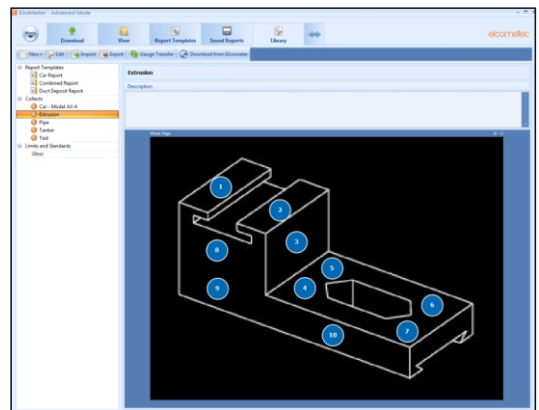 ElcoMaster - Advanced Mode
Download
View
Report Templates
Saved Reports
Library
elcometer
New
Edit
Import
Export
Gauge Transfer
Download from Elcometer
Report Templates
Car Report
Combined Report
Duct Deposit Report
Collects
Car - Model AX-4
Extrusion
Pipe
Tanker
Test
Limits and Standards
Gloss
Extrusion
Description
Whole Page
1
2
3
8
5
4
9
6
7
10